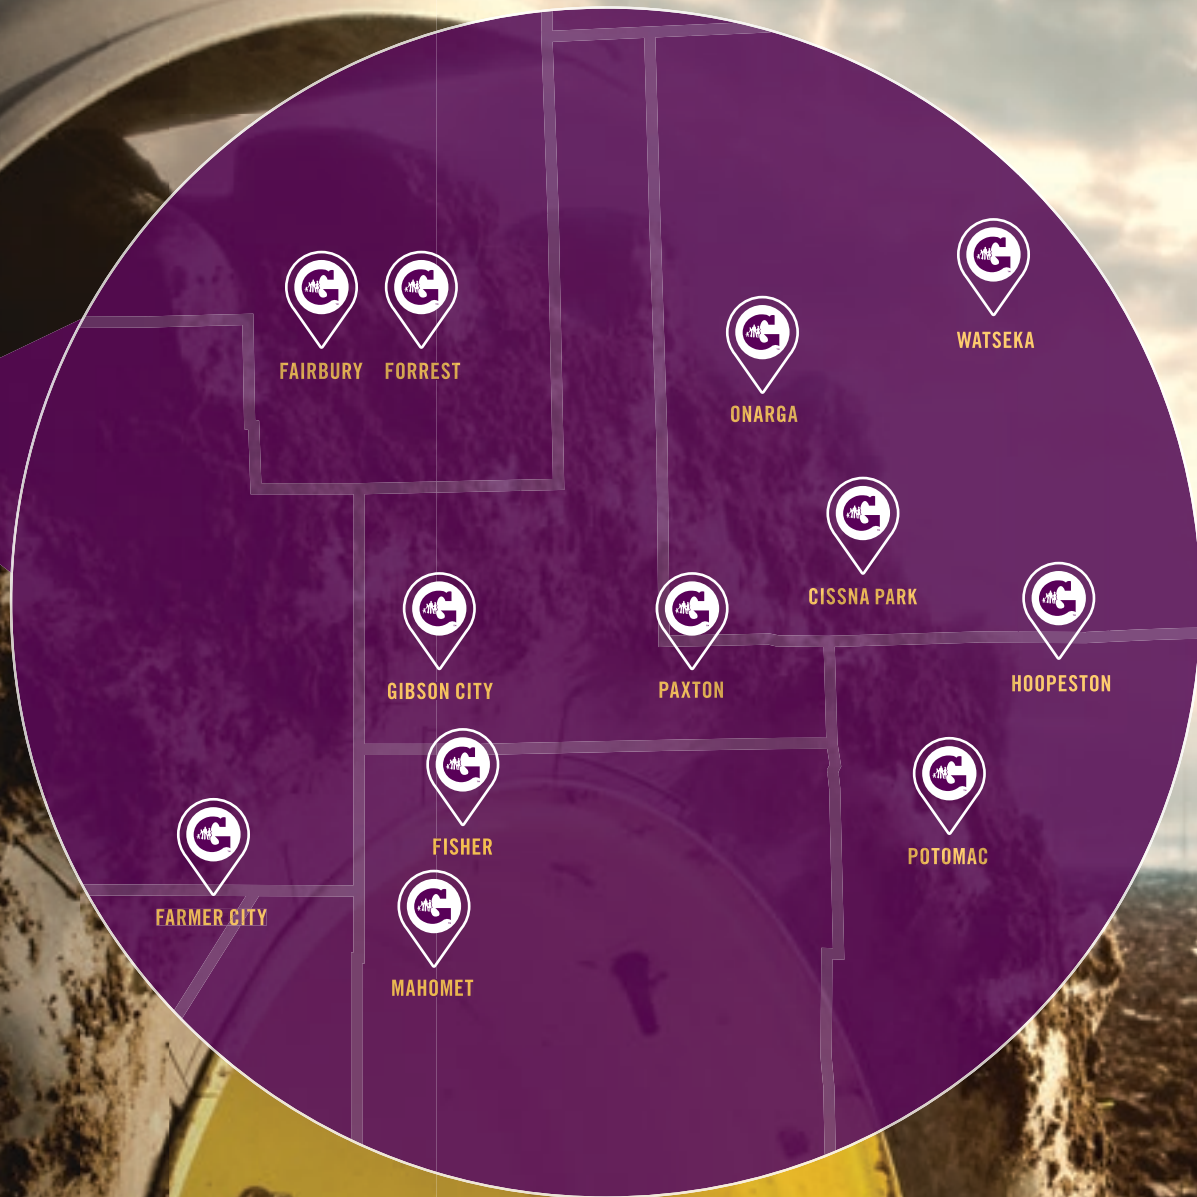 WATSEKA
FAIRBURY
FORREST
ONARGA
CISSNA PARK
HOOPESTON
GIBSON CITY
PAXTON
FISHER
POTOMAC
FARMER CITY
MAHOMET